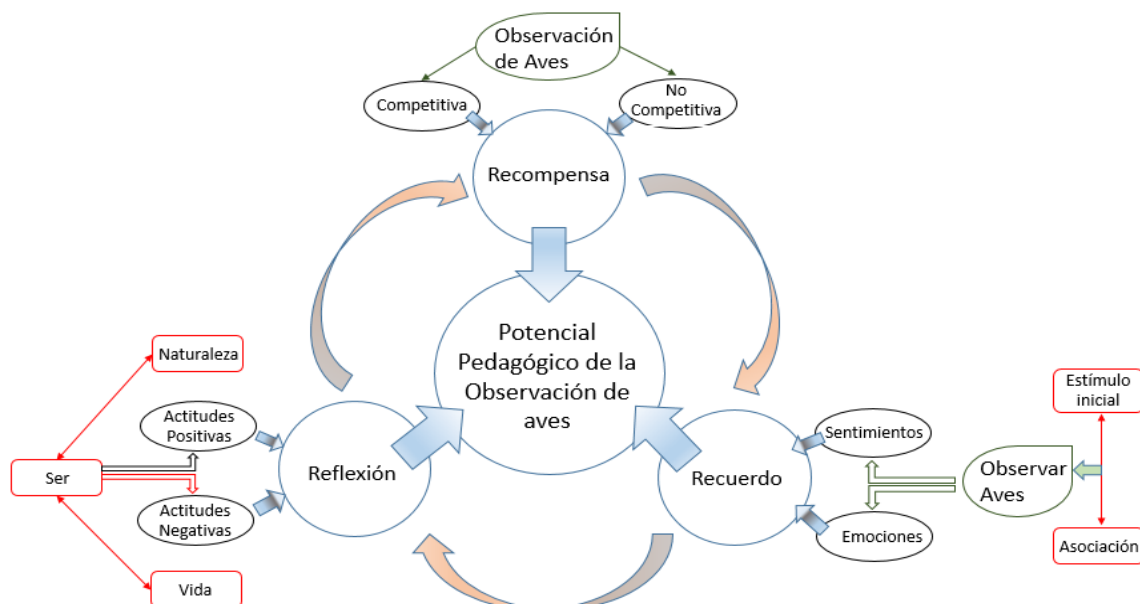 Observación
de Aves
Competitiva
No
Competitiva
Recompensa
Potencial
Pedagógico de la
Observación de
aves
Naturaleza
Actitudes
Positivas
Ser
Actitudes
Negativas
Vida
Reflexión
Recuerdo
Sentimientos
Emociones
Observar
Aves
Estímulo
inicial
Asociación